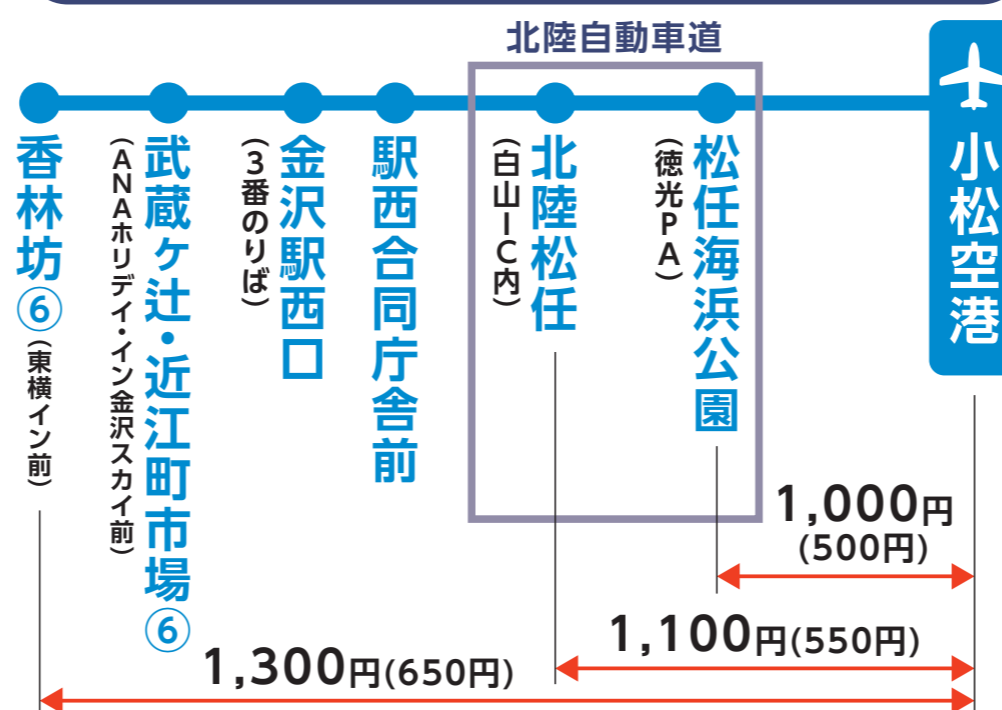 北陸自動車道
小松空港
松任海浜公園
(徳光PA)
北陸松任
(白山IC内)
駅西合同庁舎前
金沢駅西口
(3番のりば)
武蔵ヶ辻・近江町市場⑥
(ANAホリデイ・イン金沢スカイ前)
香林坊⑥(東横イン前)
1,000円
(500円)
1,100円(550円)
1,300円(650円)